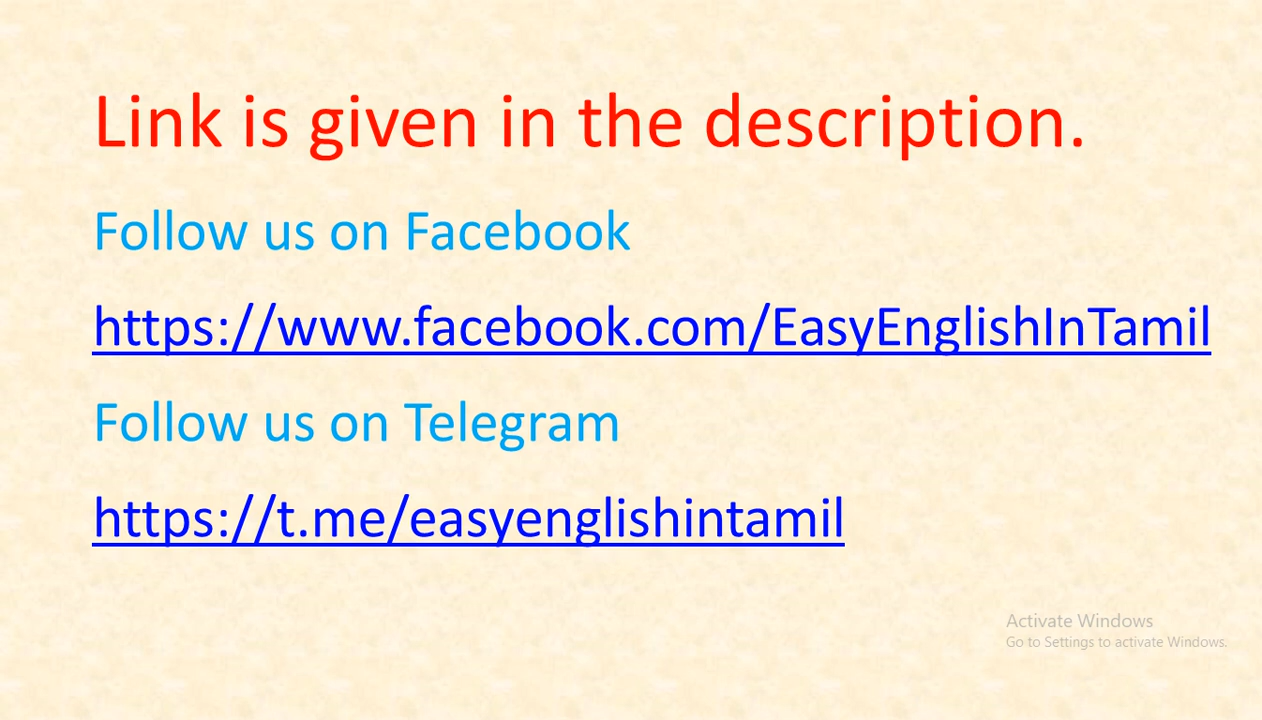 Link is given in the description.
Follow us on Facebook
https://www.facebook.com/EasyEnglishInTamil
Follow us on Telegram
https://t.me/easyenglishintamil
Activate Windows
Go to Settings to activate Windows.